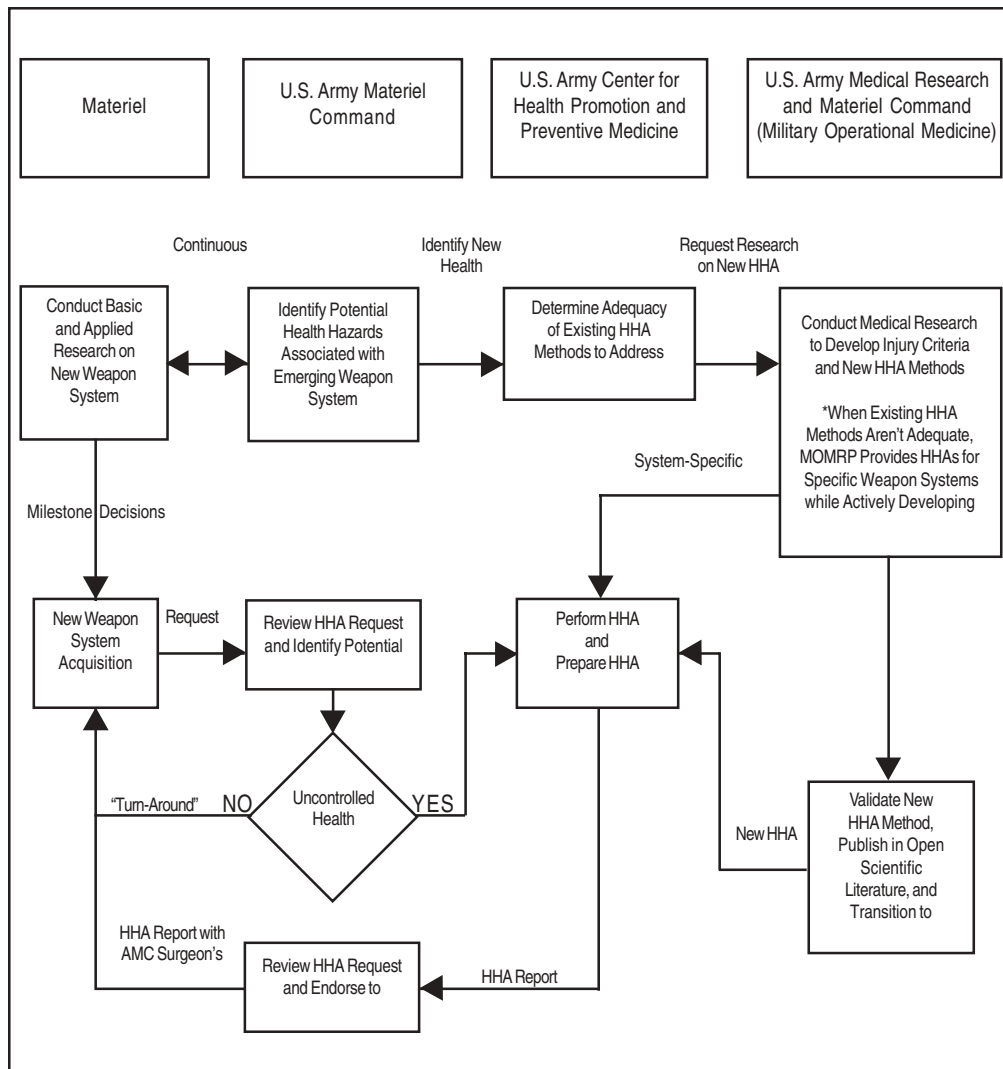 Materiel
U.S. Army Materiel
Command
U.S. Army Center for
Health Promotion and
Preventive Medicine
U.S. Army Medical Research
and Materiel Command
(Military Operational Medicine)
Continuous
Identify New
Health
Request Research
on New HHA
Conduct Basic
and Applied
Research on
New Weapon
System
Identify Potential
Health Hazards
Associated with
Emerging Weapon
System
Determine Adequacy
of Existing HHA
Methods to Address
Conduct Medical Research
to Develop Injury Criteria
and New HHA Methods
*When Existing HHA
Methods Aren't Adequate,
MOMRP Provides HHAs for
Specific Weapon Systems
while Actively Developing
System-Specific
Milestone Decisions
New Weapon
System
Acquisition
Request
Review HHA Request
and Identify Potential
Perform HHA
and
Prepare HHA
"Turn-Around"
NO
Uncontrolled
Health
YES
New HHA
Validate New
HHA Method,
Publish in Open
Scientific
Literature, and
Transition to
HHA Report with
AMC Surgeon's
Review HHA Request
and Endorse to
HHA Report